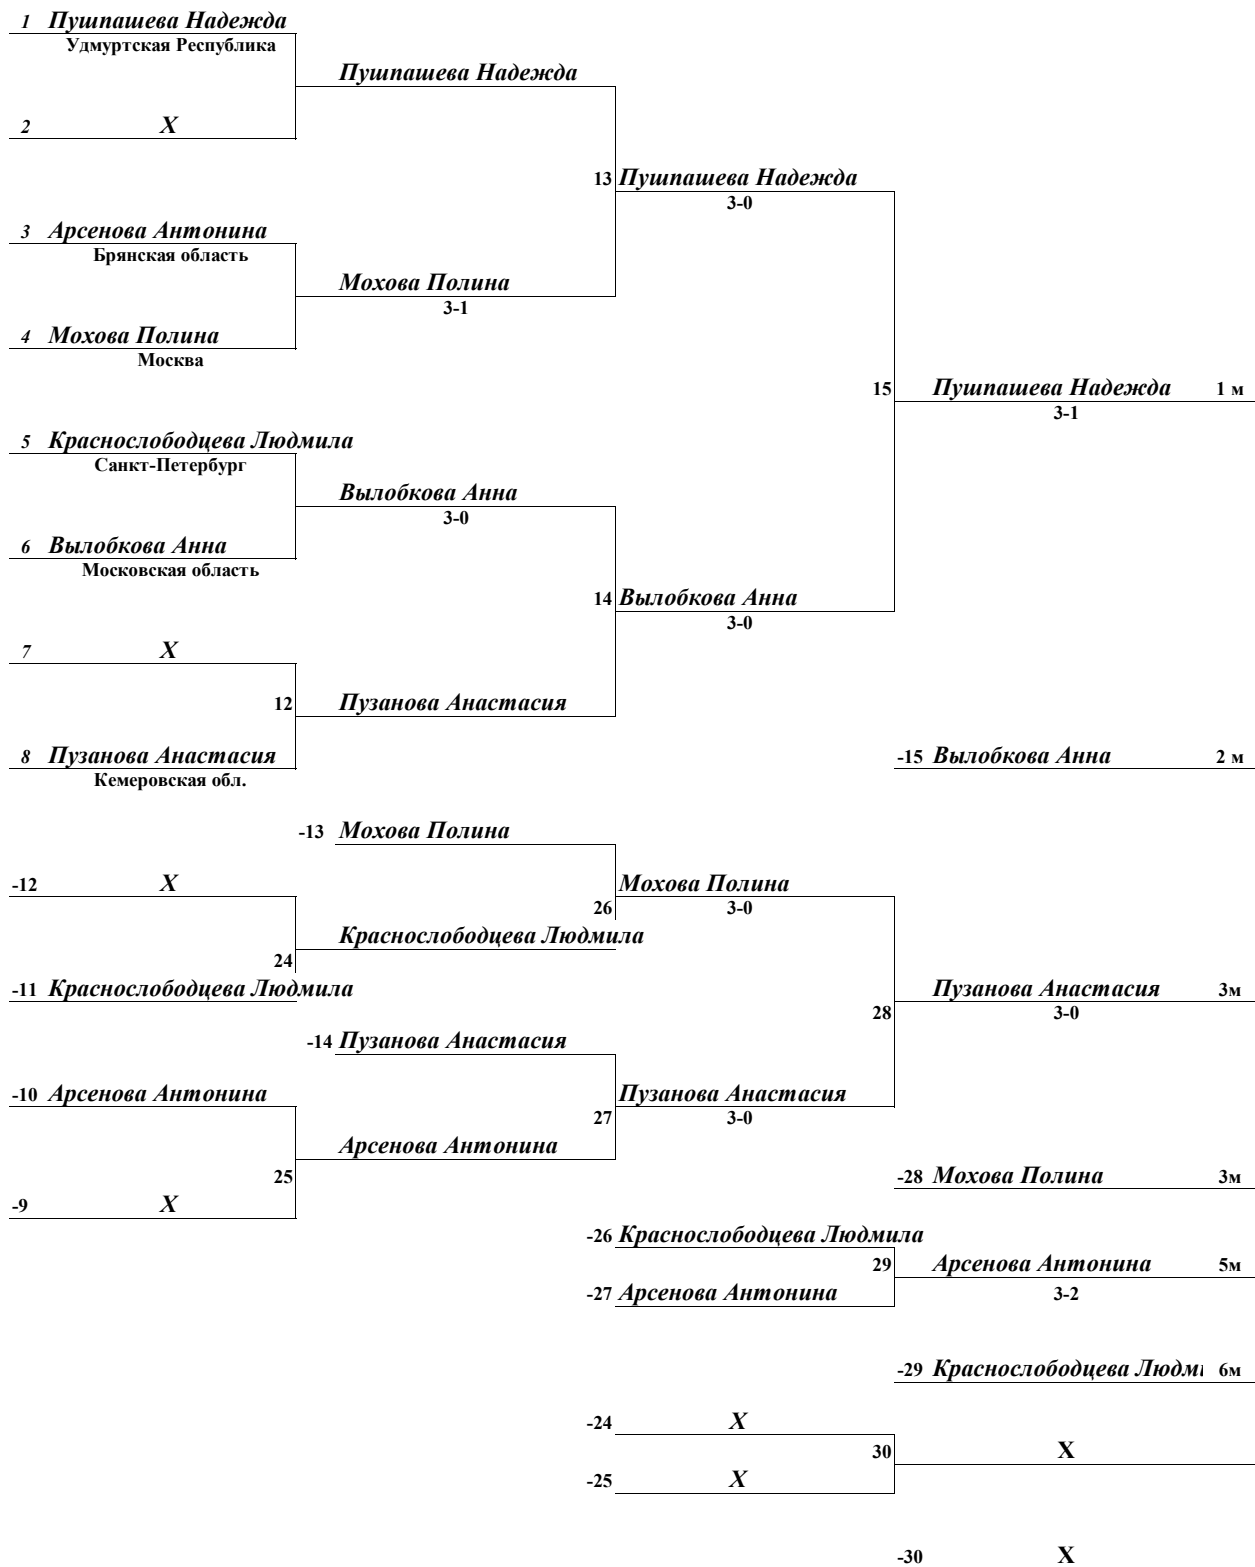 1 Пушпашева Надежда
Удмуртская Республика
Пушпашева Надежда
2 X
13 Пушпашева Надежда
3-0
3 Арсенова Антонина
Брянская область
Мохова Полина
3-1
4 Мохова Полина
Москва
15 Пушпашева Надежда 1 м
3-1
5 Краснослободцева Людмила
Санкт-Петербург
Вылобкова Анна
3-0
6 Вылобкова Анна
Московская область
14 Вылобкова Анна
3-0
7 X
12 Пузанова Анастасия
8 Пузанова Анастасия
Кемеровская обл.
-15 Вылобкова Анна 2 м
-13 Мохова Полина
-12 X
Мохова Полина
26 3-0
Краснослободцева Людмила
24
-11 Краснослободцева Людмила
Пузанова Анастасия 3м
28 3-0
-14 Пузанова Анастасия
-10 Арсенова Антонина
Пузанова Анастасия
27 3-0
Арсенова Антонина
25
-28 Мохова Полина 3м
-9 X
-26 Краснослободцева Людмила
29 Арсенова Антонина 5м
-27 Арсенова Антонина
3-2
-29 Краснослободцева Людм 6м
-24 X
30 X
-25 X
-30 X